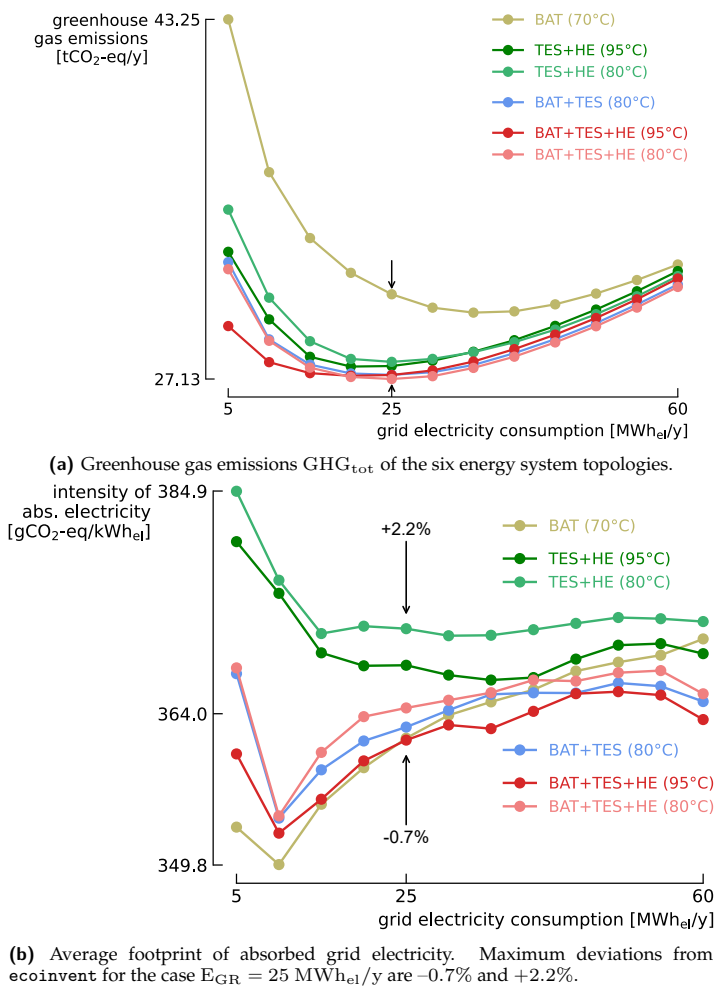 43.25
greenhouse
gas emissions
[tCO₂-eq/y]
BAT (70°C)
TES+HE (95°C)
TES+HE (80°C)
BAT+TES (80°C)
BAT+TES+HE (95°C)
BAT+TES+HE (80°C)
27.13
5
25
60
grid electricity consumption [MWhₑₗ/y]
(a) Greenhouse gas emissions GHGₜₒₜ of the six energy system topologies.
intensity of
abs. electricity
[gCO₂-eq/kWhₑₗ]
384.9
+2.2%
BAT (70°C)
TES+HE (95°C)
TES+HE (80°C)
364.0
BAT+TES (80°C)
BAT+TES+HE (95°C)
BAT+TES+HE (80°C)
-0.7%
349.8
5
25
60
grid electricity consumption [MWhₑₗ/y]
(b) Average footprint of absorbed grid electricity. Maximum deviations from
ecoinvent for the case E_GR = 25 MWhₑₗ/y are –0.7% and +2.2%.